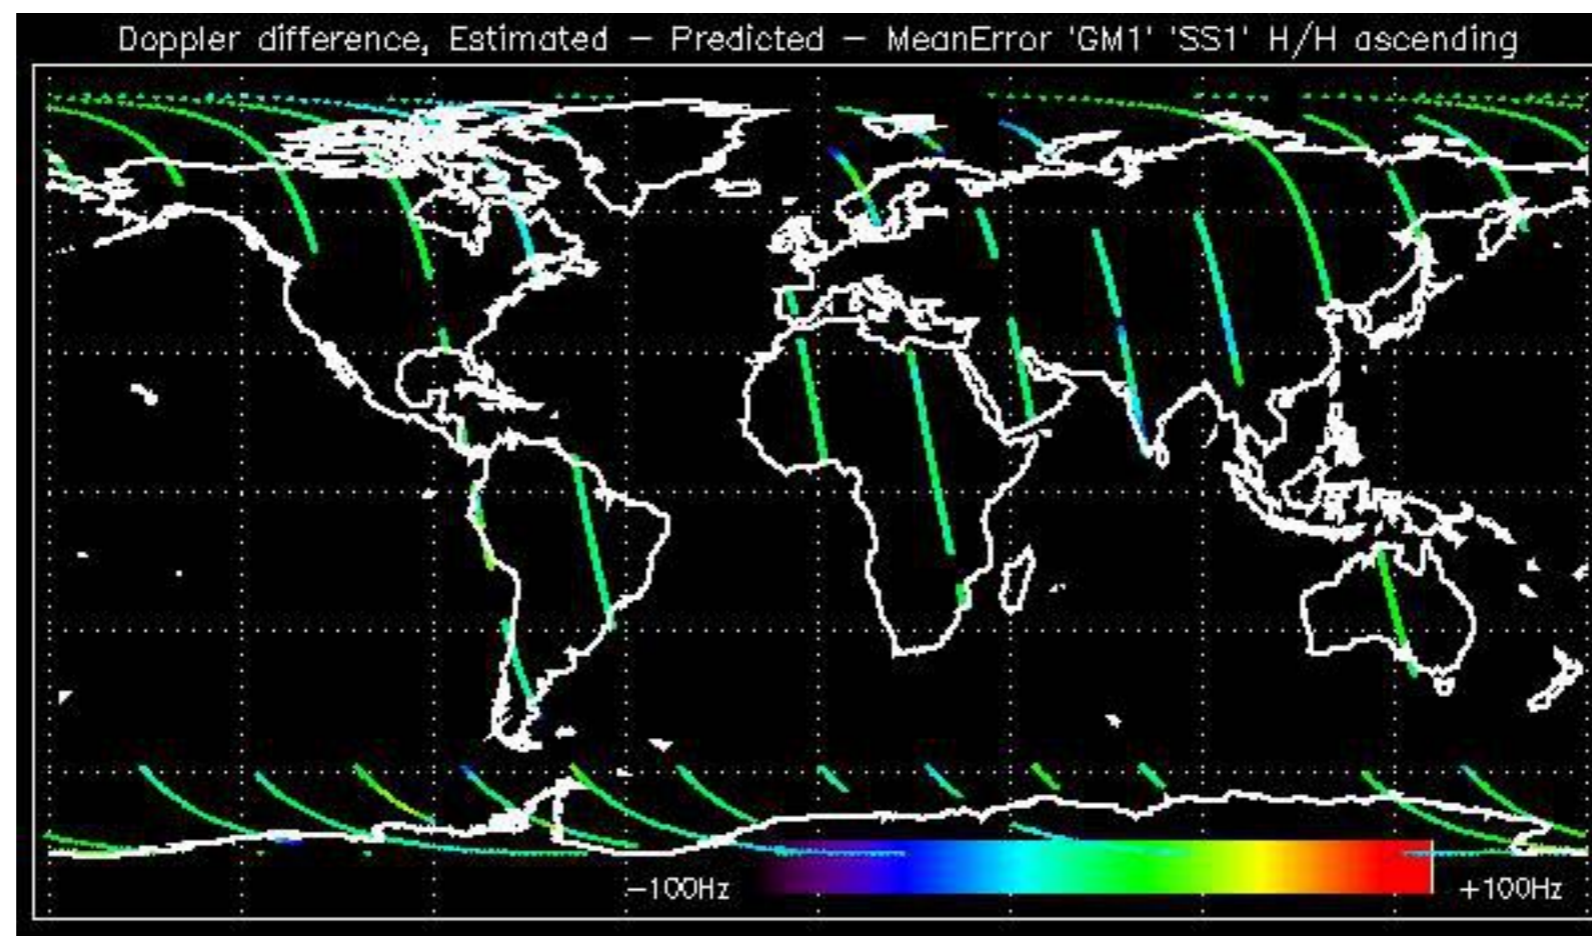 Doppler difference, Estimated - Predicted - MeanError 'GM1' 'SS1' H/H ascending
-100Hz
+100Hz